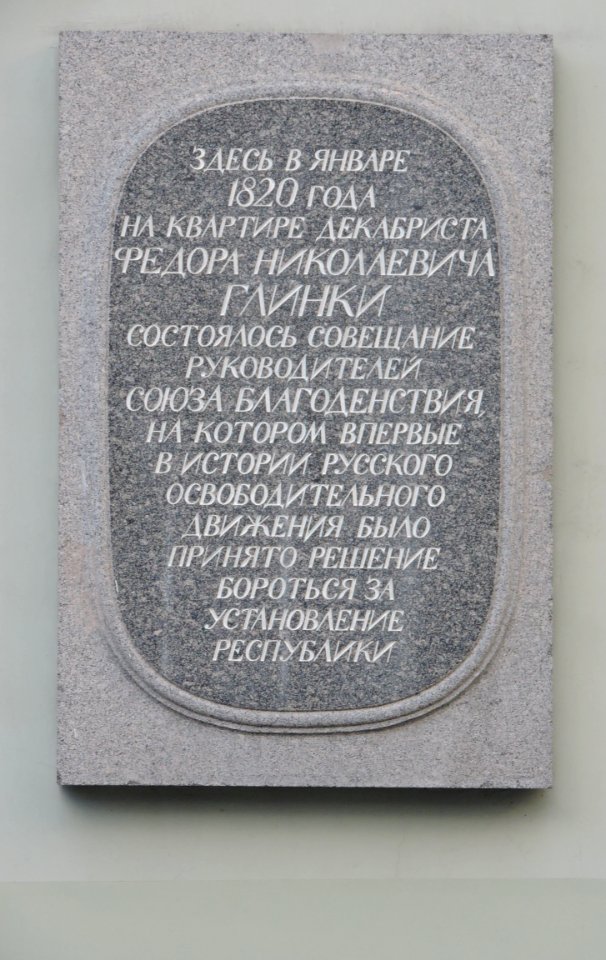 ЗДЕСЬ В ЯНВАРЕ
1820 ГОДА
НА КВАРТИРЕ ДЕКАБРИСТА
ФЕДОРА НИКОЛАЕВИЧА
ГЛИНКИ
СОСТОЯЛОСЬ СОВЕЩАНИЕ
РУКОВОДИТЕЛЕЙ
СОЮЗА БЛАГОДЕНСТВИЯ,
НА КОТОРОМ ВПЕРВЫЕ
В ИСТОРИИ РУССКОГО
ОСВОБОДИТЕЛЬНОГО
ДВИЖЕНИЯ БЫЛО
ПРИНЯТО РЕШЕНИЕ
БОРОТЬСЯ ЗА
УСТАНОВЛЕНИЕ
РЕСПУБЛИКИ